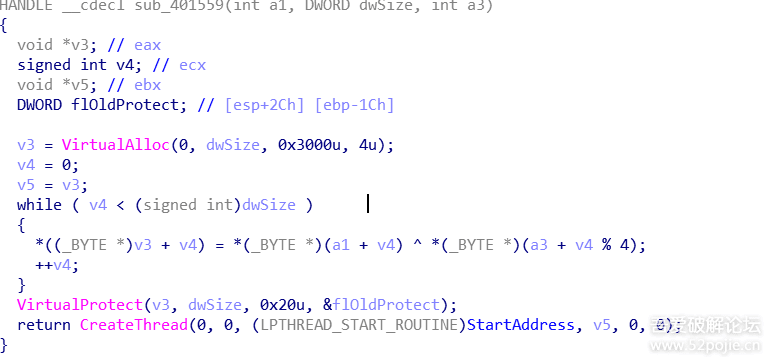 HANDLE __cdecl sub_401559(int a1, DWORD dwSize, int a3)
{
  void *v3; // eax
  signed int v4; // ecx
  void *v5; // ebx
  DWORD flOldProtect; // [esp+2Ch] [ebp-1Ch]

  v3 = VirtualAlloc(0, dwSize, 0x3000u, 4u);
  v4 = 0;
  v5 = v3;
  while ( v4 < (signed int)dwSize )
  {
    *((_BYTE *)v3 + v4) = *(_BYTE *)(a1 + v4) ^ *(_BYTE *)(a3 + v4 % 4);
    ++v4;
  }
  VirtualProtect(v3, dwSize, 0x20u, &flOldProtect);
  return CreateThread(0, 0, (LPTHREAD_START_ROUTINE)StartAddress, v5, 0, 0);
}
吾爱破解论坛
www.52pojie.cn